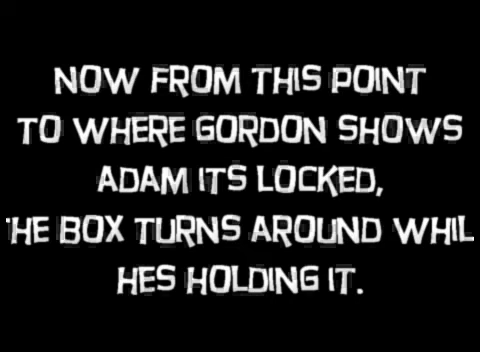 NOW FROM THIS POINT
TO WHERE GORDON SHOWS
ADAM ITS LOCKED,
HE BOX TURNS AROUND WHIL
HES HOLDING IT.